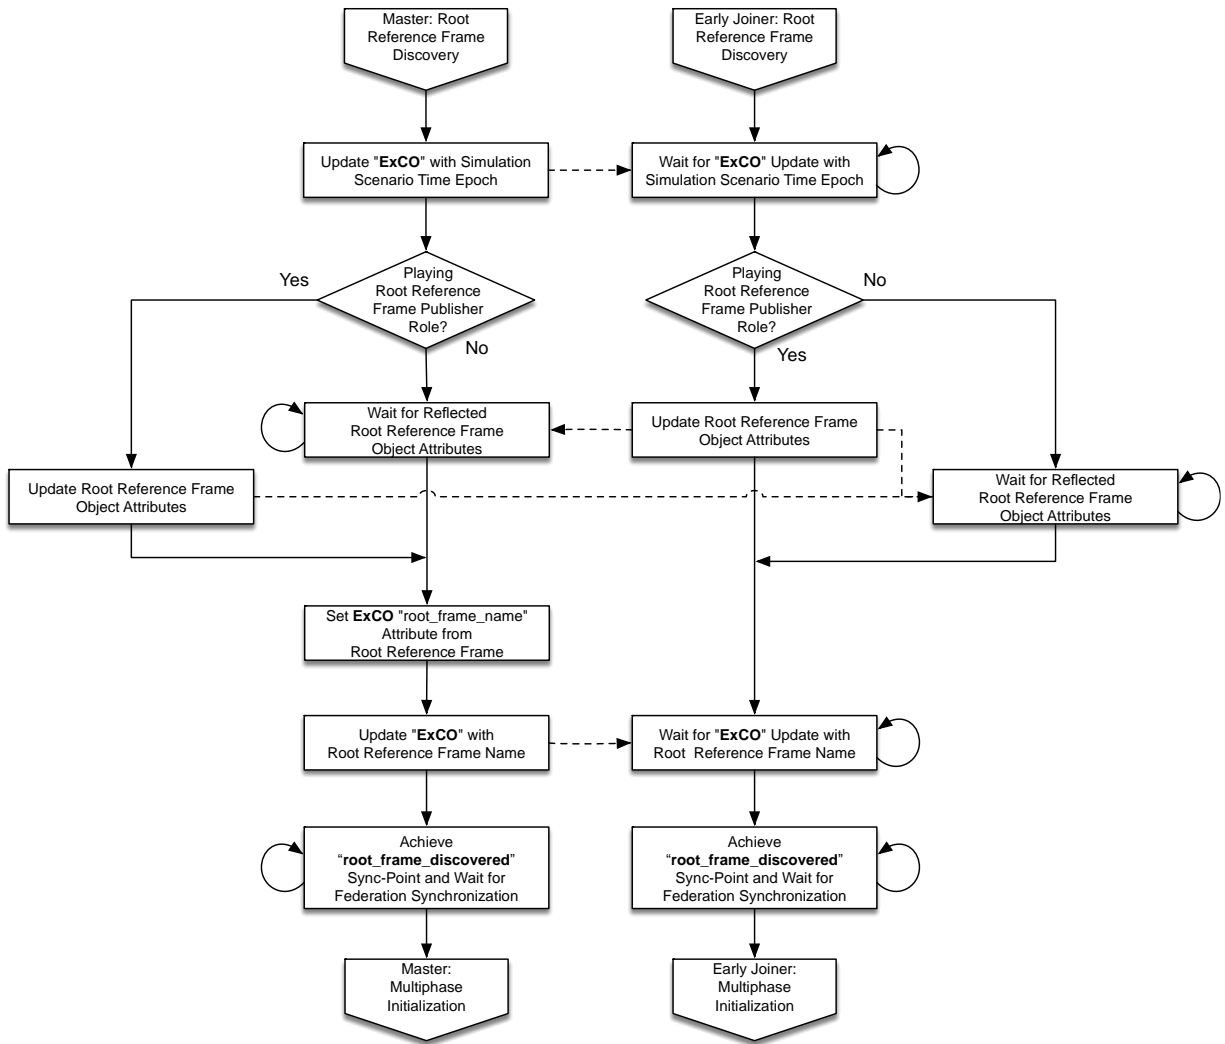 Master: Root
Reference Frame
Discovery
Early Joiner: Root
Reference Frame
Discovery
Update "ExCO" with Simulation
Scenario Time Epoch
Wait for "ExCO" Update with
Simulation Scenario Time Epoch
Yes
Playing
Root Reference
Frame Publisher
Role?
No
Playing
Root Reference
Frame Publisher
Role?
No
Yes
Wait for Reflected
Root Reference Frame
Object Attributes
Update Root Reference Frame
Object Attributes
Update Root Reference Frame
Object Attributes
Wait for Reflected
Root Reference Frame
Object Attributes
Set ExCO "root_frame_name"
Attribute from
Root Reference Frame
Update "ExCO" with
Root Reference Frame Name
Wait for "ExCO" Update with
Root Reference Frame Name
Achieve
“root_frame_discovered”
Sync-Point and Wait for
Federation Synchronization
Achieve
“root_frame_discovered”
Sync-Point and Wait for
Federation Synchronization
Master:
Multiphase
Initialization
Early Joiner:
Multiphase
Initialization